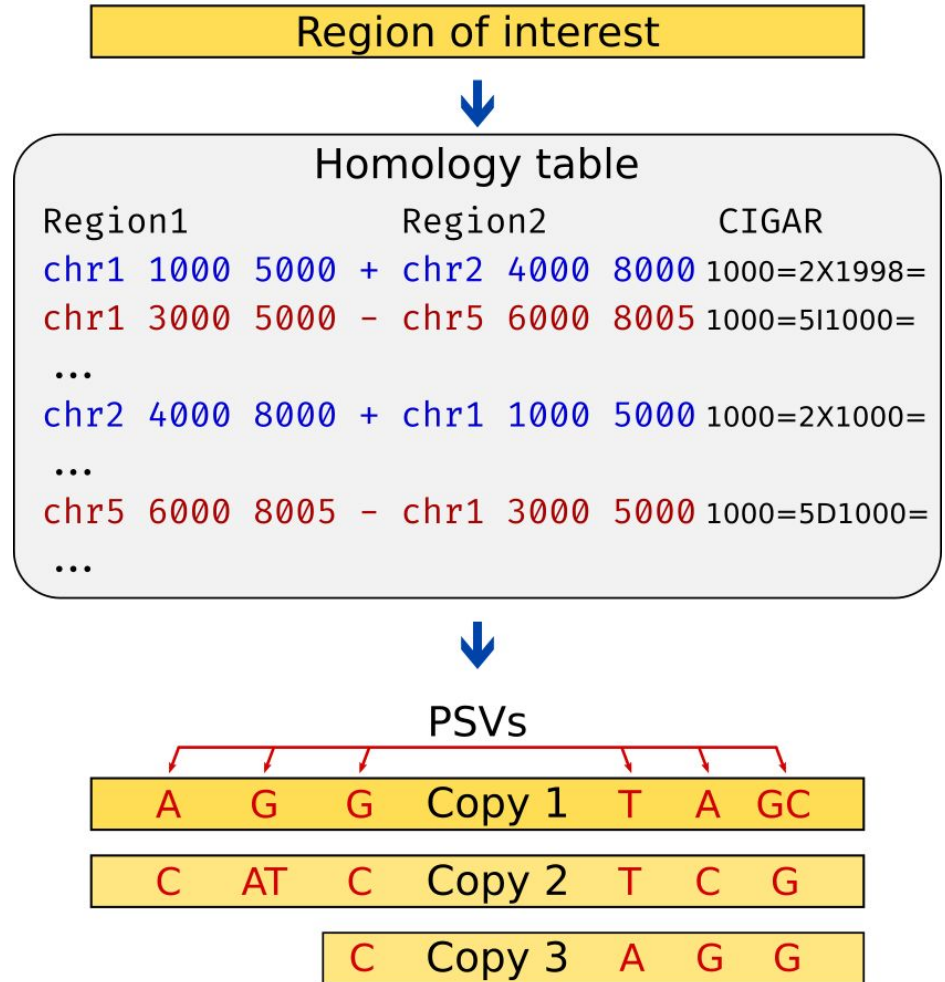 Region of interest
Homology table
Region1 Region2 CIGAR
chr1 1000 5000 + chr2 4000 8000 1000=2X1998=
chr1 3000 5000 - chr5 6000 8005 1000=5I1000=
...
chr2 4000 8000 + chr1 1000 5000 1000=2X1000=
...
chr5 6000 8005 - chr1 3000 5000 1000=5D1000=
...
PSVs
A G G Copy 1 T A GC
C AT C Copy 2 T C G
C Copy 3 A G G